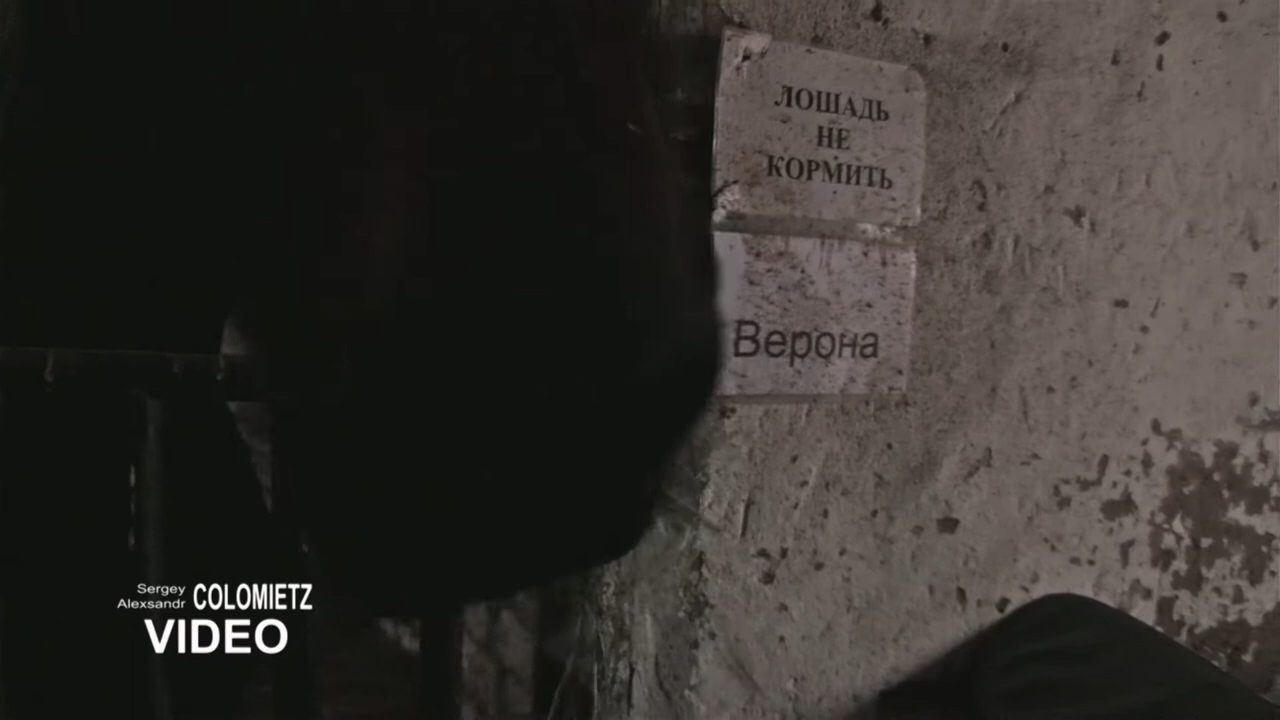 ЛОШАДЬ
НЕ
КОРМИТЬ
Верона
Sergey
Alexsandr COLOMIETZ
VIDEO